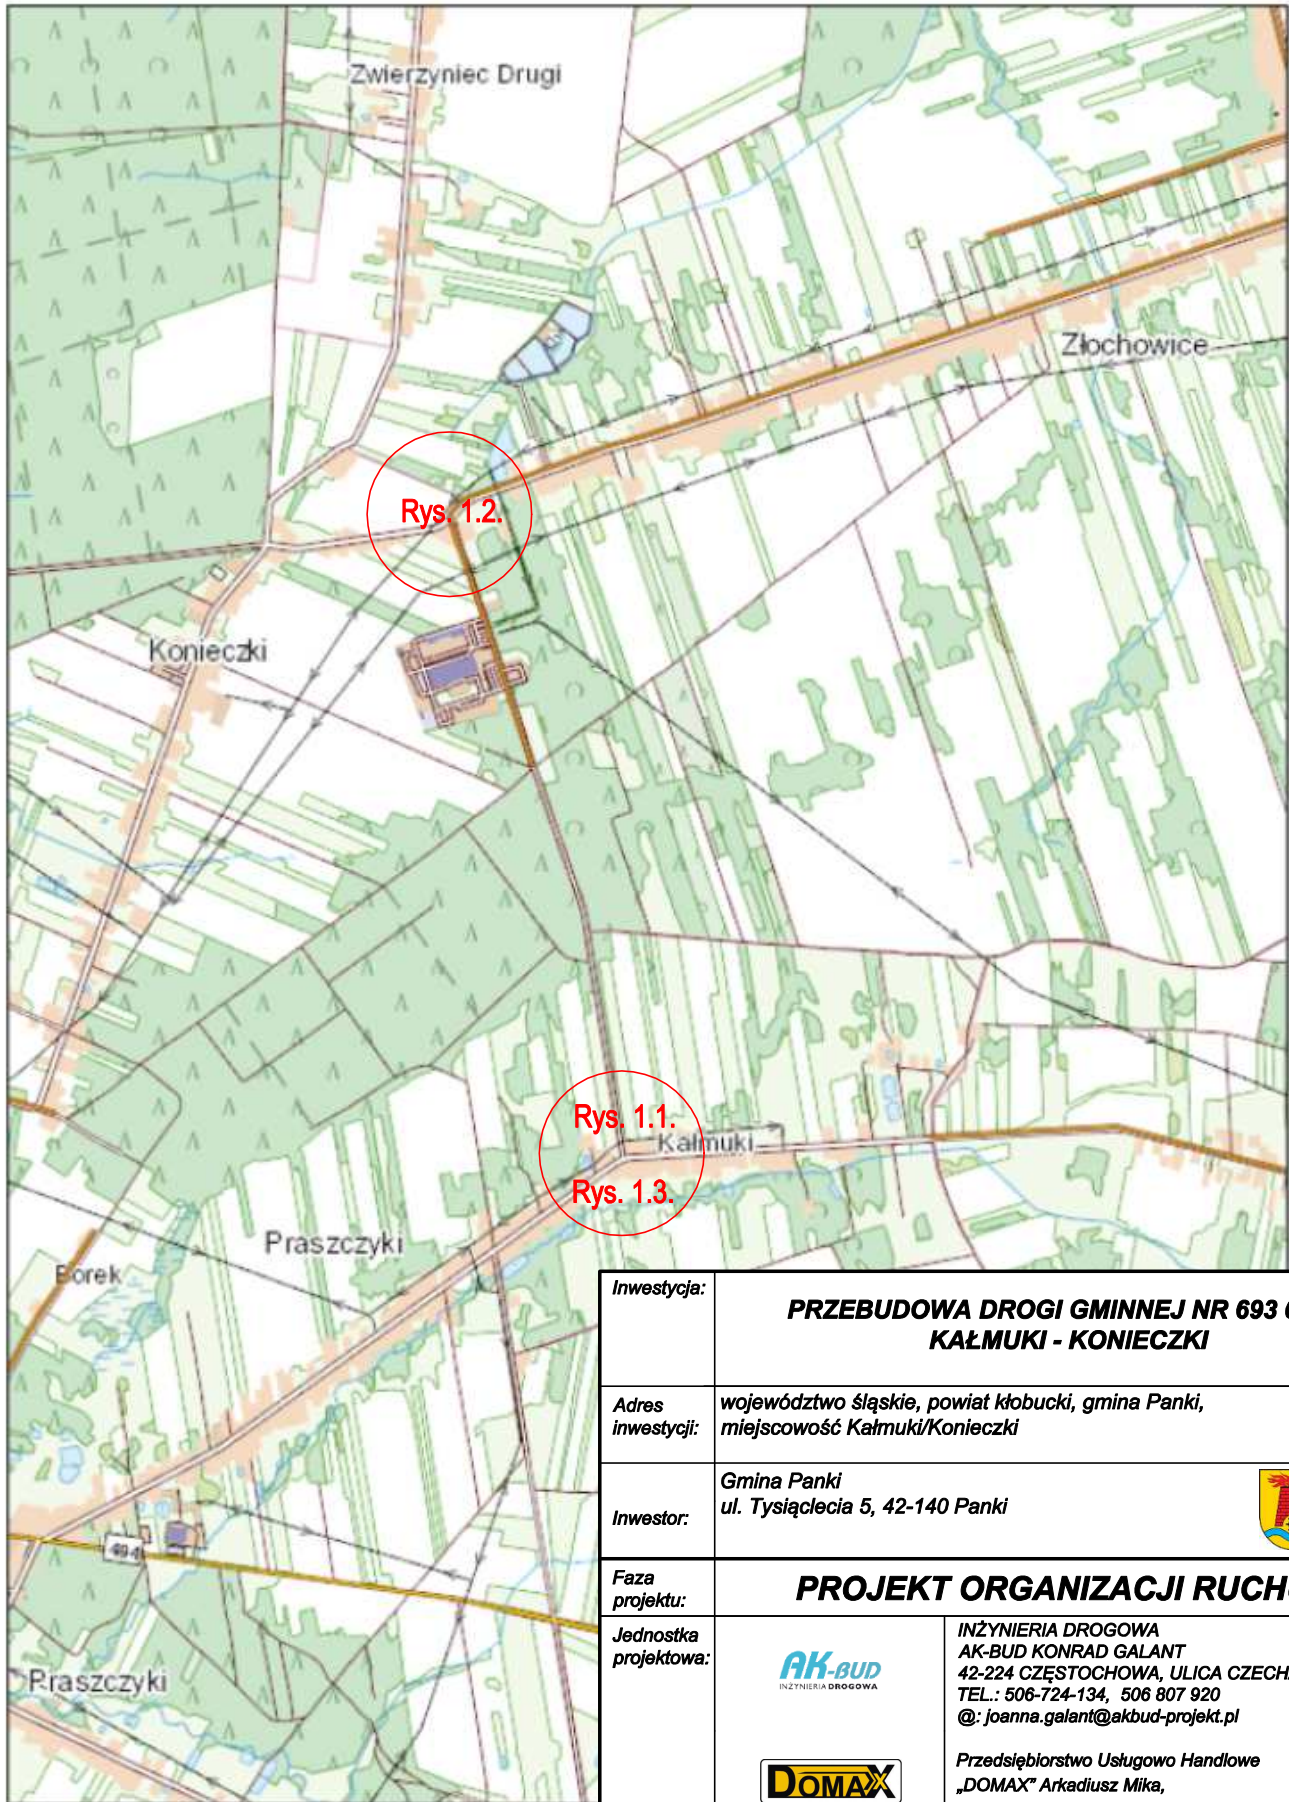 Zwierzyniec Drugi
Złochowice
Rys. 1.2.
Konieczki
Rys. 1.1.
Kałmuki
Rys. 1.3.
Praszczyki
Borek
494
Praszczyki
Inwestycja:
PRZEBUDOWA DROGI GMINNEJ NR 693
KAŁMUKI - KONIECZKI
Adres
inwestycji:
województwo śląskie, powiat kłobucki, gmina Panki,
miejscowość Kałmuki/Konieczki
Inwestor:
Gmina Panki
ul. Tysiąclecia 5, 42-140 Panki
Faza
projektu:
PROJEKT ORGANIZACJI RUCH
Jednostka
projektowa:
AK-BUD
INŻYNIERIA DROGOWA
INŻYNIERIA DROGOWA
AK-BUD KONRAD GALANT
42-224 CZĘSTOCHOWA, ULICA CZECH
TEL.: 506-724-134, 506 807 920
@: joanna.galant@akbud-projekt.pl
DOMAX
Przedsiębiorstwo Usługowo Handlowe
„DOMAX” Arkadiusz Mika,